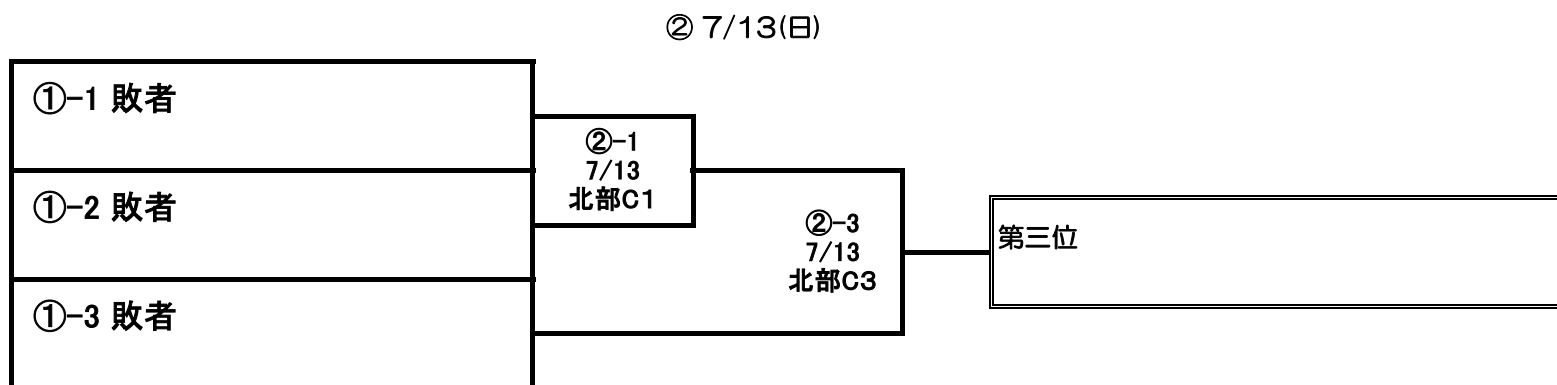 ② 7/13(日)
①-1 敗者
②-1
7/13
北部C1
①-2 敗者
②-3
7/13
北部C3
第三位
①-3 敗者